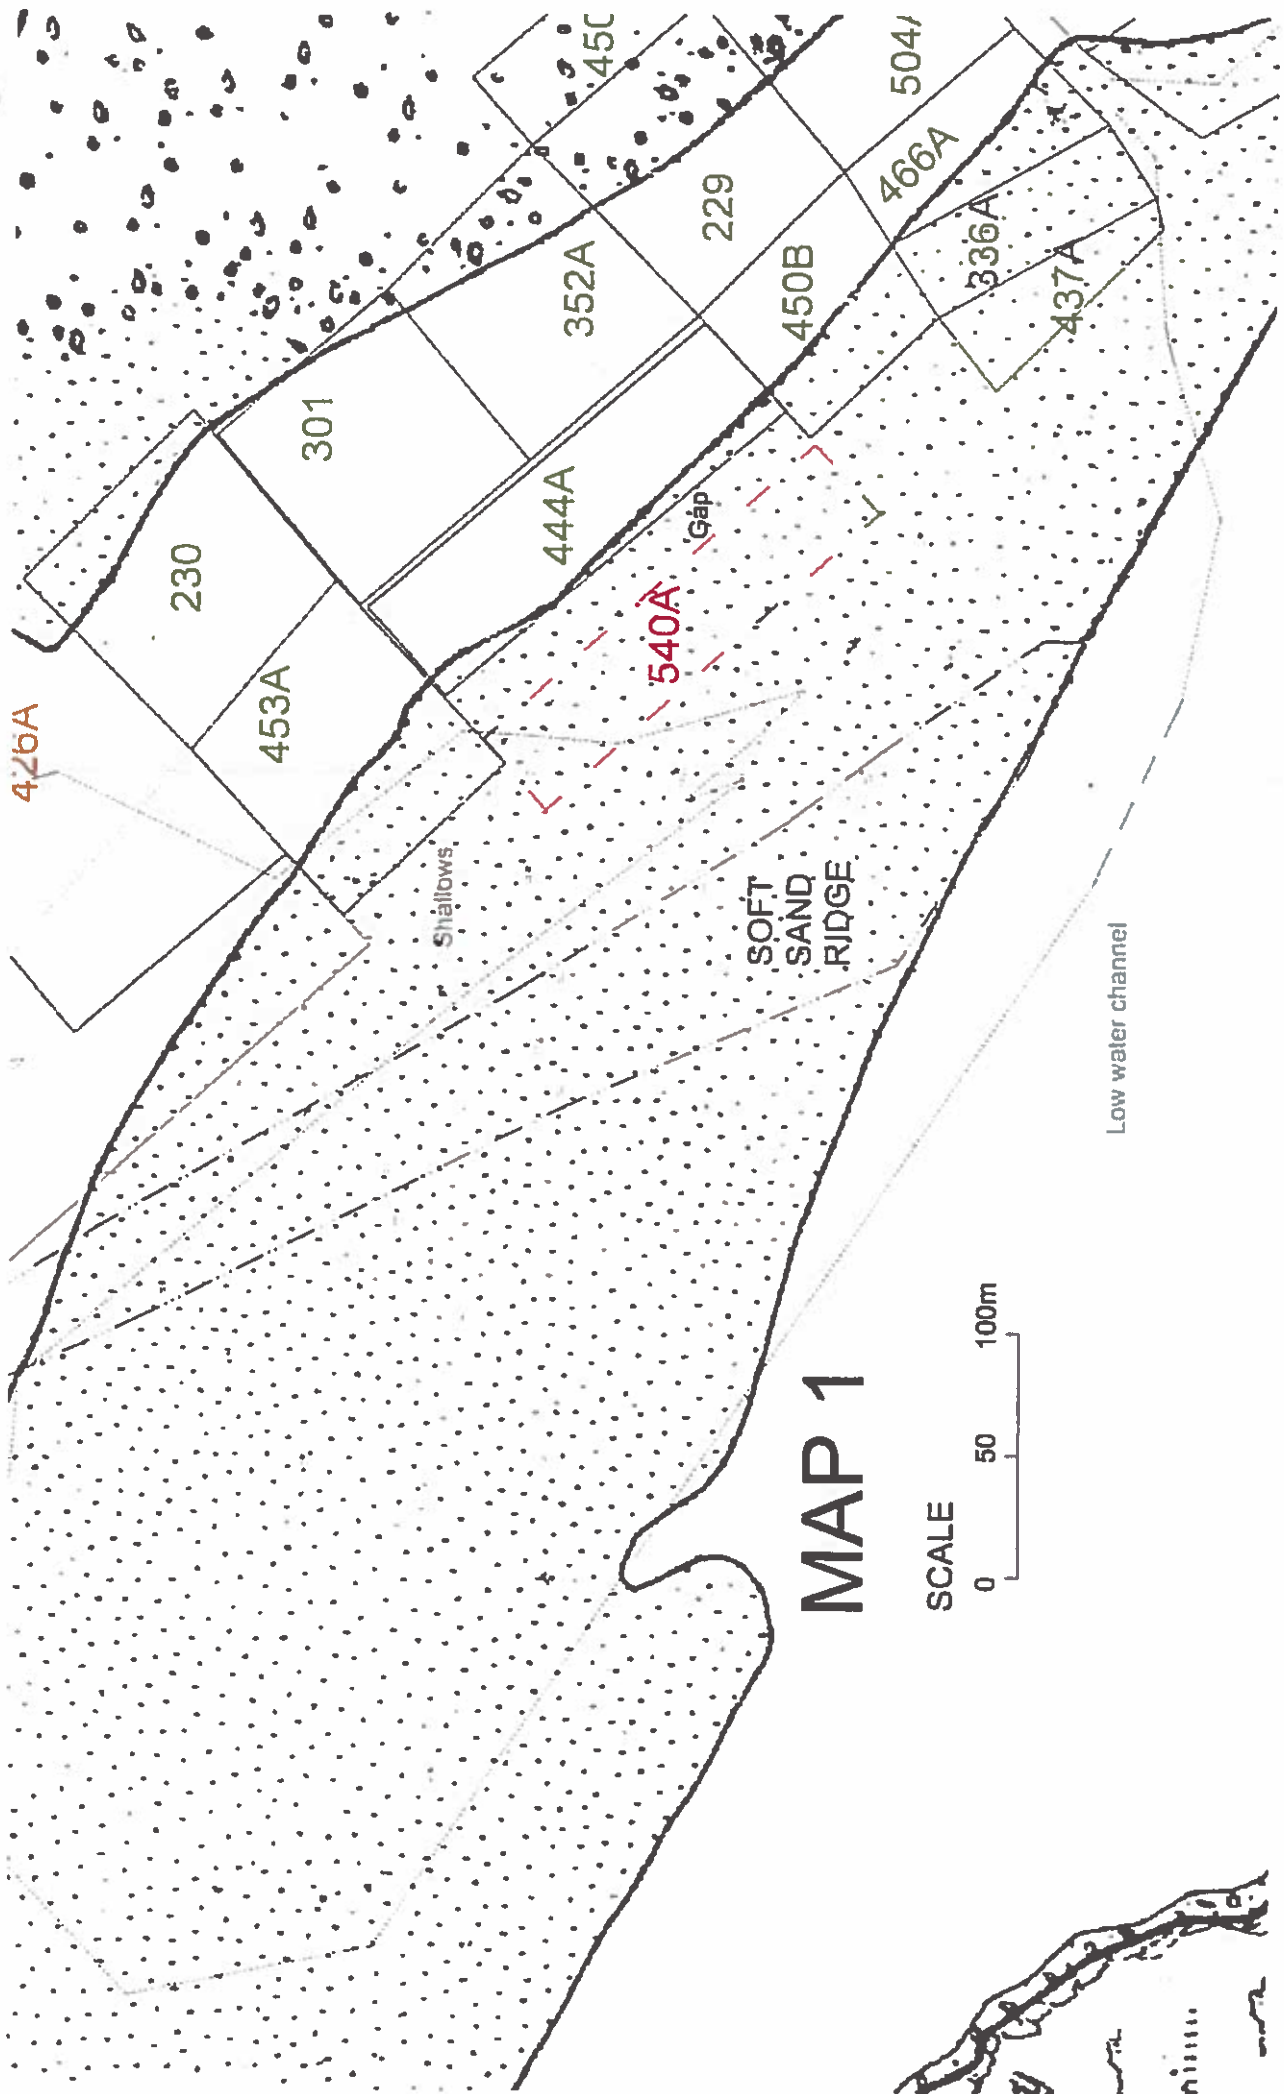 426A
230
453A
301
444A
352A
450
229
450B
466A
504
336A
437A
Gap
540A
Shallows
SOFT
SAND
RIDGE
Low water channel
MAP 1
SCALE
0 50 100m